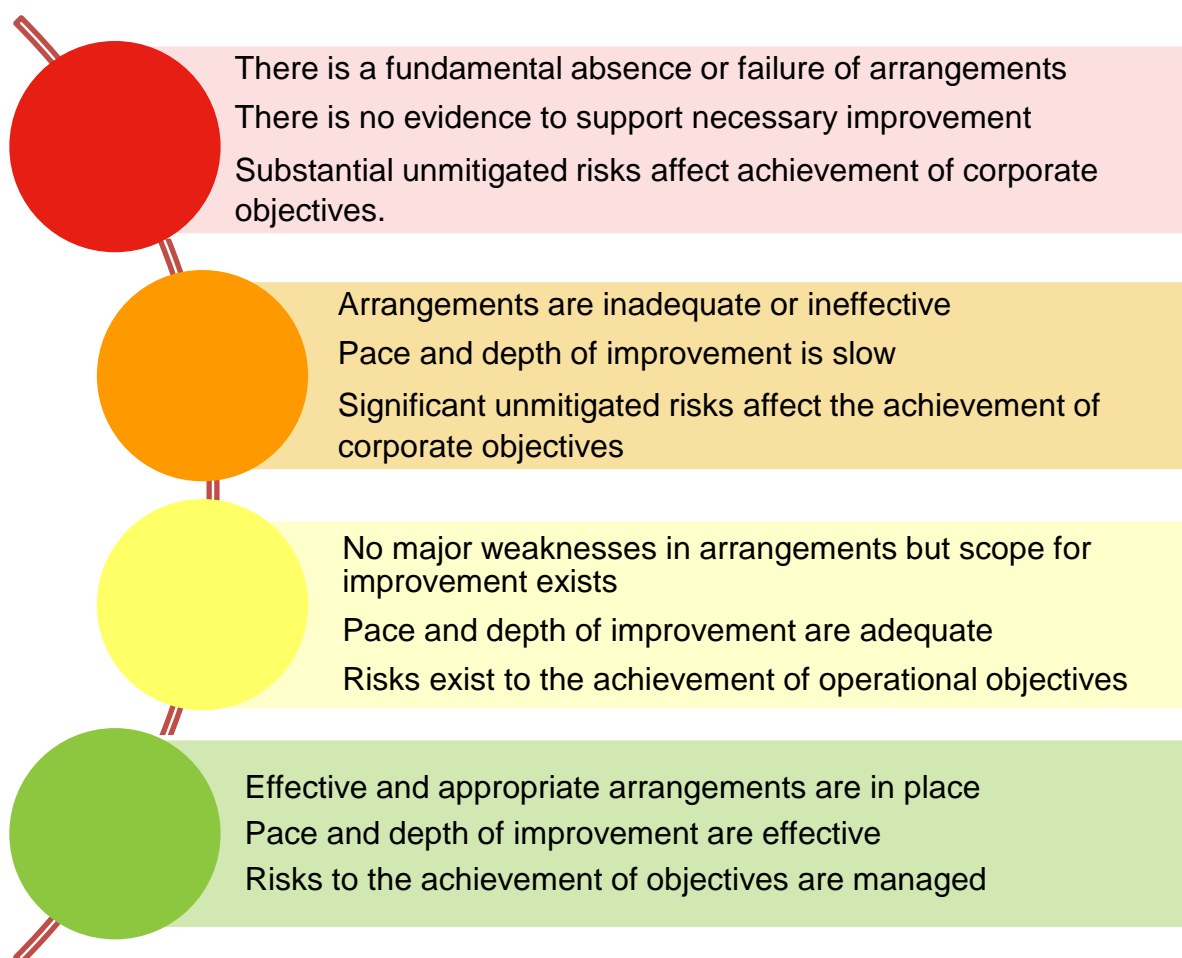 There is a fundamental absence or failure of arrangements
There is no evidence to support necessary improvement
Substantial unmitigated risks affect achievement of corporate
objectives.
Arrangements are inadequate or ineffective
Pace and depth of improvement is slow
Significant unmitigated risks affect the achievement of
corporate objectives
No major weaknesses in arrangements but scope for
improvement exists
Pace and depth of improvement are adequate
Risks exist to the achievement of operational objectives
Effective and appropriate arrangements are in place
Pace and depth of improvement are effective
Risks to the achievement of objectives are managed